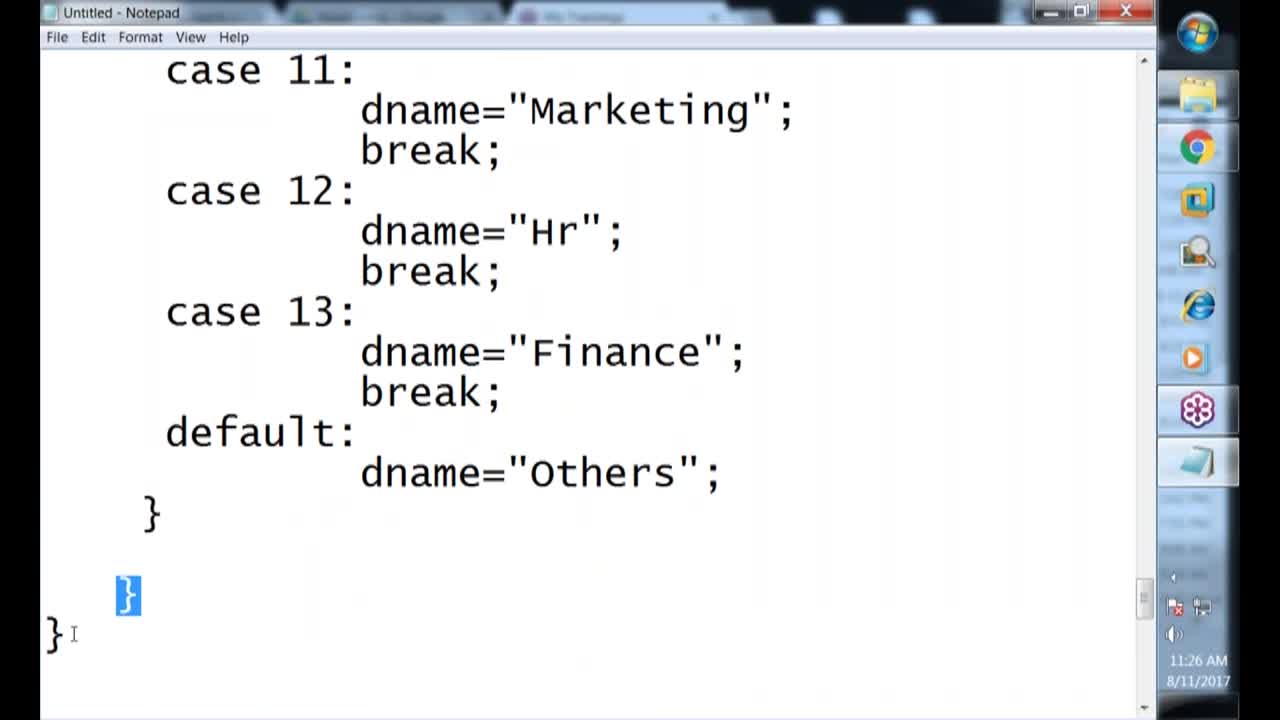 Untitled - Notepad
File Edit Format View Help
case 11:
dname="Marketing";
break;
case 12:
dname="Hr";
break;
case 13:
dname="Finance";
break;
default:
dname="Others";
}
}
}
11:26 AM
8/11/2017